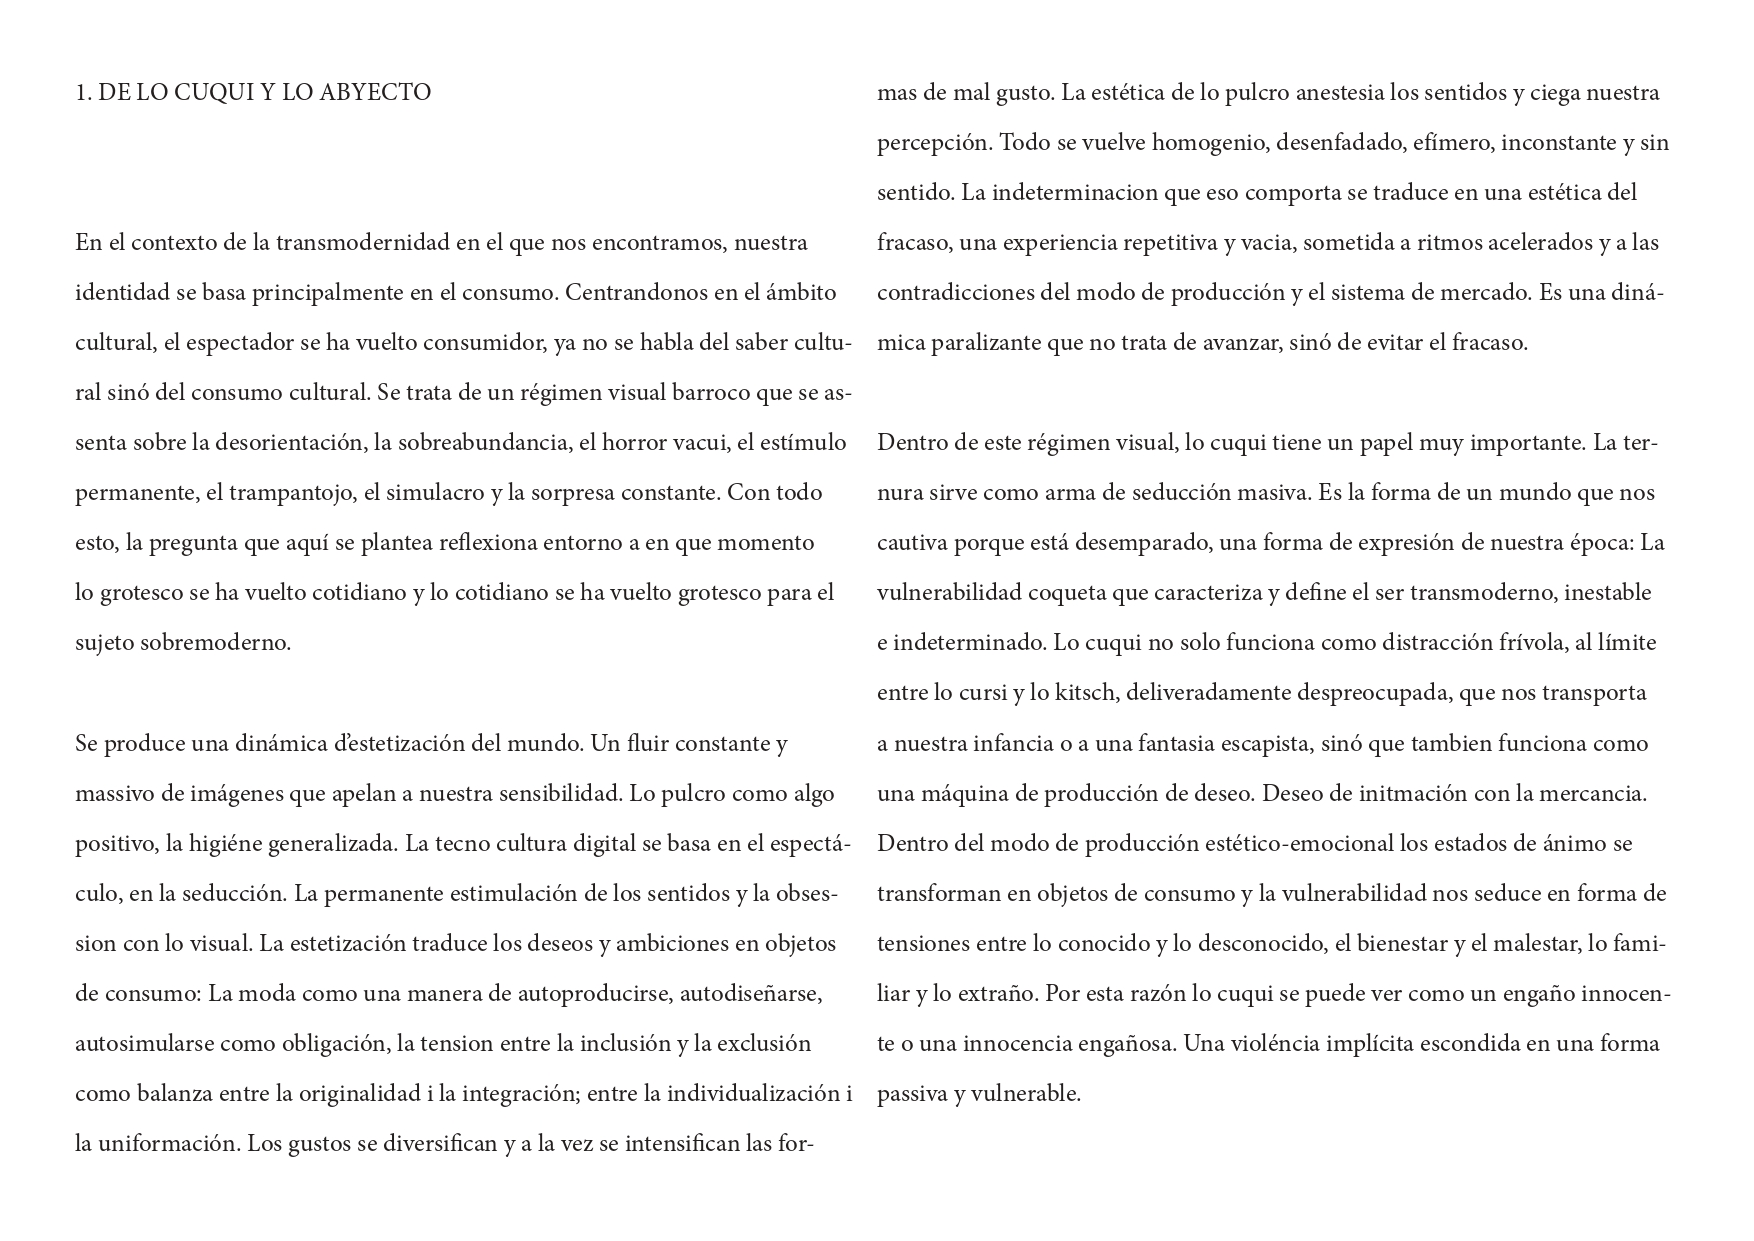 1. DE LO CUQUI Y LO ABYECTO
En el contexto de la transmodernidad en el que nos encontramos, nuestra
identidad se basa principalmente en el consumo. Centrandonos en el ámbito
cultural, el espectador se ha vuelto consumidor, ya no se habla del saber cultu-
ral sinó del consumo cultural. Se trata de un régimen visual barroco que se as-
senta sobre la desorientación, la sobreabundancia, el horror vacui, el estímulo
permanente, el trampantojo, el simulacro y la sorpresa constante. Con todo
esto, la pregunta que aquí se plantea reflexiona entorno a en que momento
lo grotesco se ha vuelto cotidiano y lo cotidiano se ha vuelto grotesco para el
sujeto sobremoderno.
Se produce una dinámica d’estetización del mundo. Un fluir constante y
massivo de imágenes que apelan a nuestra sensibilidad. Lo pulcro como algo
positivo, la higiéne generalizada. La tecno cultura digital se basa en el espectá-
culo, en la seducción. La permanente estimulación de los sentidos y la obses-
sion con lo visual. La estetización traduce los deseos y ambiciones en objetos
de consumo: La moda como una manera de autoproducirse, autodiseñarse,
autosimularse como obligación, la tension entre la inclusión y la exclusión
como balanza entre la originalidad i la integración; entre la individualización i
la uniformación. Los gustos se diversifican y a la vez se intensifican las for-
mas de mal gusto. La estética de lo pulcro anestesia los sentidos y ciega nuestra
percepción. Todo se vuelve homogenio, desenfadado, efímero, inconstante y sin
sentido. La indeterminacion que eso comporta se traduce en una estética del
fracaso, una experiencia repetitiva y vacia, sometida a ritmos acelerados y a las
contradicciones del modo de producción y el sistema de mercado. Es una diná-
mica paralizante que no trata de avanzar, sinó de evitar el fracaso.
Dentro de este régimen visual, lo cuqui tiene un papel muy importante. La ter-
nura sirve como arma de seducción masiva. Es la forma de un mundo que nos
cautiva porque está desemparado, una forma de expresión de nuestra época: La
vulnerabilidad coqueta que caracteriza y define el ser transmoderno, inestable
e indeterminado. Lo cuqui no solo funciona como distracción frívola, al límite
entre lo cursi y lo kitsch, deliveradamente despreocupada, que nos transporta
a nuestra infancia o a una fantasia escapista, sinó que tambien funciona como
una máquina de producción de deseo. Deseo de initmación con la mercancia.
Dentro del modo de producción estético-emocional los estados de ánimo se
transforman en objetos de consumo y la vulnerabilidad nos seduce en forma de
tensiones entre lo conocido y lo desconocido, el bienestar y el malestar, lo fami-
liar y lo extraño. Por esta razón lo cuqui se puede ver como un engaño innocen-
te o una innocencia engañosa. Una violéncia implícita escondida en una forma
passiva y vulnerable.